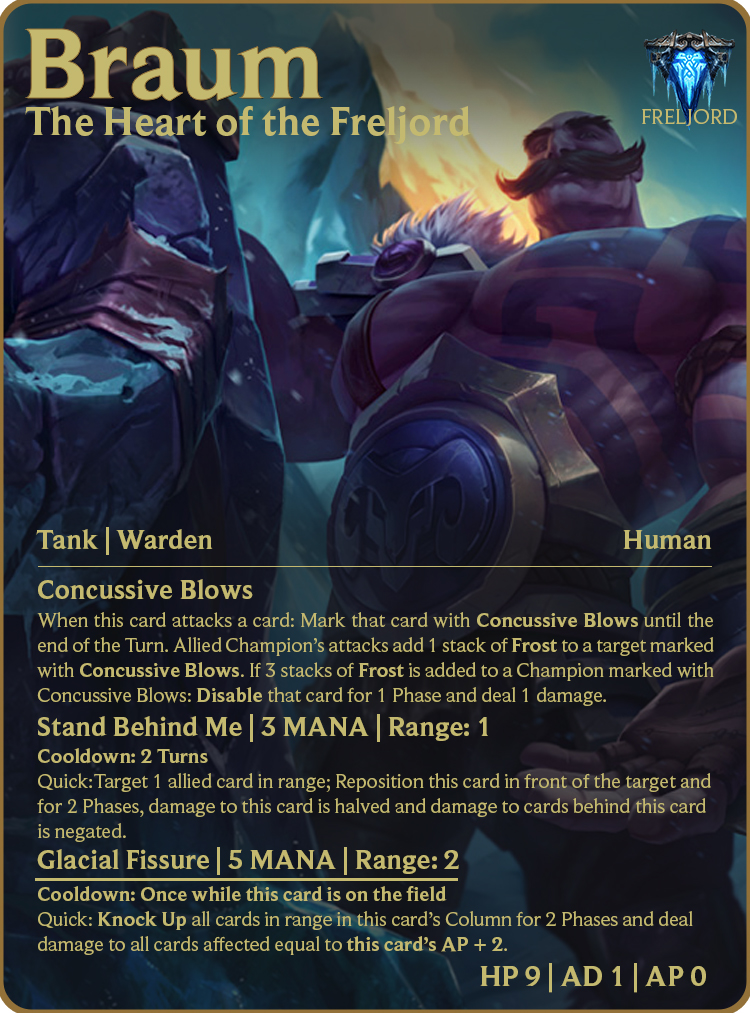 Braum
The Heart of the Freljord
FRELJORD
Tank | Warden
Human
Concussive Blows
When this card attacks a card: Mark that card with Concussive Blows until the
end of the Turn. Allied Champion's attacks add 1 stack of Frost to a target marked
with Concussive Blows. If 3 stacks of Frost is added to a Champion marked with
Concussive Blows: Disable that card for 1 Phase and deal 1 damage.
Stand Behind Me | 3 MANA | Range: 1
Cooldown: 2 Turns
Quick:Target 1 allied card in range; Reposition this card in front of the target and
for 2 Phases, damage to this card is halved and damage to cards behind this card
is negated.
Glacial Fissure | 5 MANA | Range: 2
Cooldown: Once while this card is on the field
Quick: Knock Up all cards in range in this card's Column for 2 Phases and deal
damage to all cards affected equal to this card's AP + 2.
HP 9 | AD 1 | AP 0